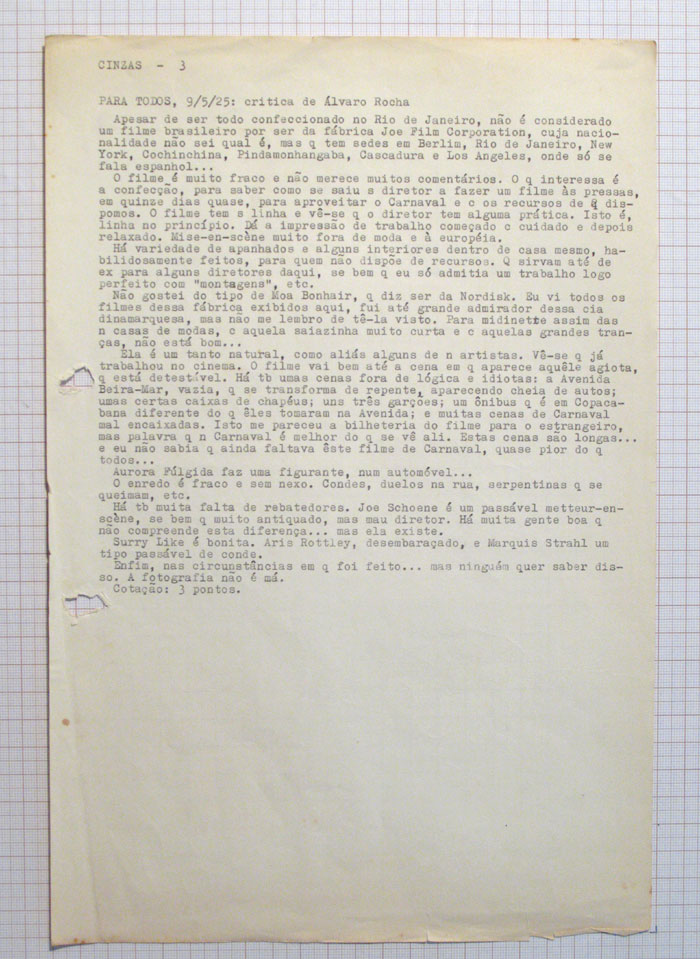 CINZAS - 3
PARA TODOS, 9/5/25: critica de Álvaro Rocha
Apesar de ser todo confeccionado no Rio de Janeiro, não é considerado
um filme brasileiro por ser da fábrica Joe Film Corporation, cuja nacio-
nalidade não sei qual é, mas q tem sedes em Berlim, Rio de Janeiro, New
York, Cochinchina, Pindamonhangaba, Cascadura e Los Angeles, onde só se
fala espanhol...
O filme é muito fraco e não merece muitos comentários. O q interessa é
a confecção, para saber como se saiu s diretor a fazer um filme às pressas,
em quinze dias quase, para aproveitar o Carnaval e c os recursos de q dis-
pomos. O filme tem s linha e vê-se q o diretor tem alguma prática. Isto é,
linha no princípio. Dá a impressão de trabalho começado c cuidado e depois
relaxado. Mise-en-scène muito fora de moda e à européia.
Há variedade de apanhados e alguns interiores dentro de casa mesmo, ha-
bilidosamente feitos, para quem não dispõe de recursos. Q sirvam até de
ex para alguns diretores daqui, se bem q eu só admitia um trabalho logo
perfeito com "montagens", etc.
Não gostei do tipo de Moa Bonhair, q diz ser da Nordisk. Eu vi todos os
filmes dessa fábrica exibidos aqui, fui até grande admirador dessa cia
dinamarquesa, mas não me lembro de tê-la visto. Para midinette assim das
n casas de modas, c aquela saiazinha muito curta e c aquelas grandes tran-
ças, não está bom...
Ela é um tanto natural, como aliás alguns de n artistas. Vê-se q já
trabalhou no cinema. O filme vai bem até a cena em q aparece aquêle agiota,
q está detestável. Há tb umas cenas fora de lógica e idiotas: a Avenida
Beira-Mar, vazia, q se transforma de repente, aparecendo cheia de autos;
umas certas caixas de chapéus; uns três garçoes; um ônibus q é em Copaca-
bana diferente do q êles tomaram na Avenida; e muitas cenas de Carnaval
mal encaixadas. Isto me pareceu a bilheteria do filme para o estrangeiro,
mas palavra q n Carnaval é melhor do q se vê ali. Estas cenas são longas...
e eu não sabia q ainda faltava êste filme de Carnaval, quase pior do q
todos...
Aurora Fúlgida faz uma figurante, num automóvel...
O enredo é fraco e sem nexo. Condes, duelos na rua, serpentinas q se
queimam, etc.
Há tb muita falta de rebatedores. Joe Schoene é um passável metteur-en-
scène, se bem q muito antiquado, mas mau diretor. Há muita gente boa q
não compreende esta diferença... mas ela existe.
Surry Like é bonita. Aris Rottley, desembaraçado, e Marquis Strahl um
tipo passável de conde.
Enfim, nas circunstâncias em q foi feito... mas ninguém quer saber dis-
so. A fotografia não é má.
Cotação: 3 pontos.